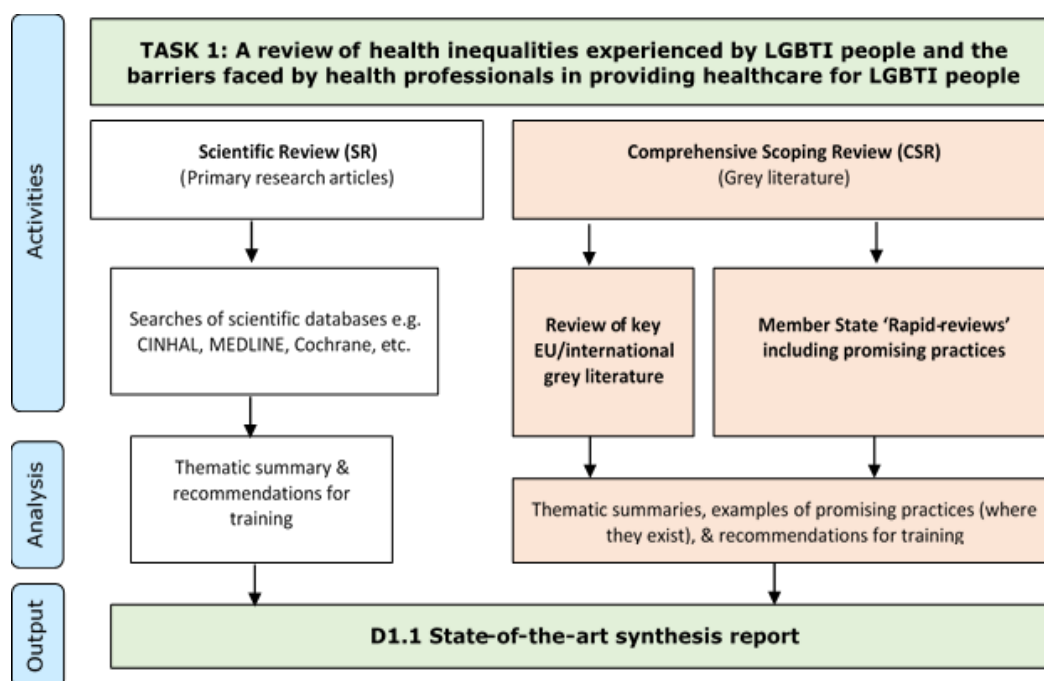 TASK 1: A review of health inequalities experienced by LGBTI people and the
barriers faced by health professionals in providing healthcare for LGBTI people
Activities
Scientific Review (SR)
(Primary research articles)
Comprehensive Scoping Review (CSR)
(Grey literature)
Searches of scientific databases e.g.
CINHAL, MEDLINE, Cochrane, etc.
Review of key
EU/international
grey literature
Member State ‘Rapid-reviews’
including promising practices
Analysis
Thematic summary &
recommendations for
training
Thematic summaries, examples of promising practices (where
they exist), & recommendations for training
Output
D1.1 State-of-the-art synthesis report